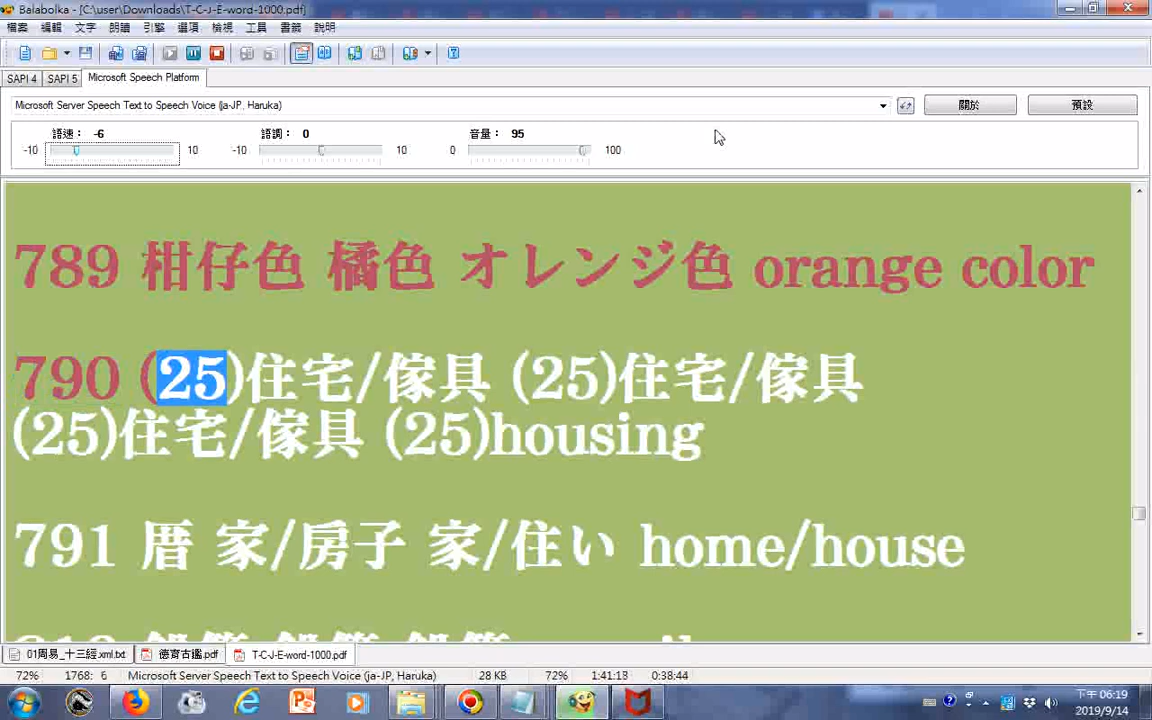 Balabolka - [C:\user\Downloads\T-C-J-E-word-1000.pdf]
檔案 編輯 文字 朗讀 引擎 選項 檢視 工具 書籤 說明
SAPI 4 SAPI 5 Microsoft Speech Platform
Microsoft Server Speech Text to Speech Voice (ja-JP, Haruka) 關於 預設
語速： -6 語調： 0 音量： 95
-10 10 -10 10 0 100
789 柑仔色 橘色 オレンジ色 orange color
790 (25)住宅/傢具 (25)住宅/傢具
(25)住宅/傢具 (25)housing
791 厝 家/房子 家/住い home/house
01周易_十三經.xml.txt 德育古鑑.pdf T-C-J-E-word-1000.pdf
72% 1768: 6 Microsoft Server Speech Text to Speech Voice (ja-JP, Haruka) 28 KB 72% 1:41:13 0:38:44
下午 06:19
2019/9/14